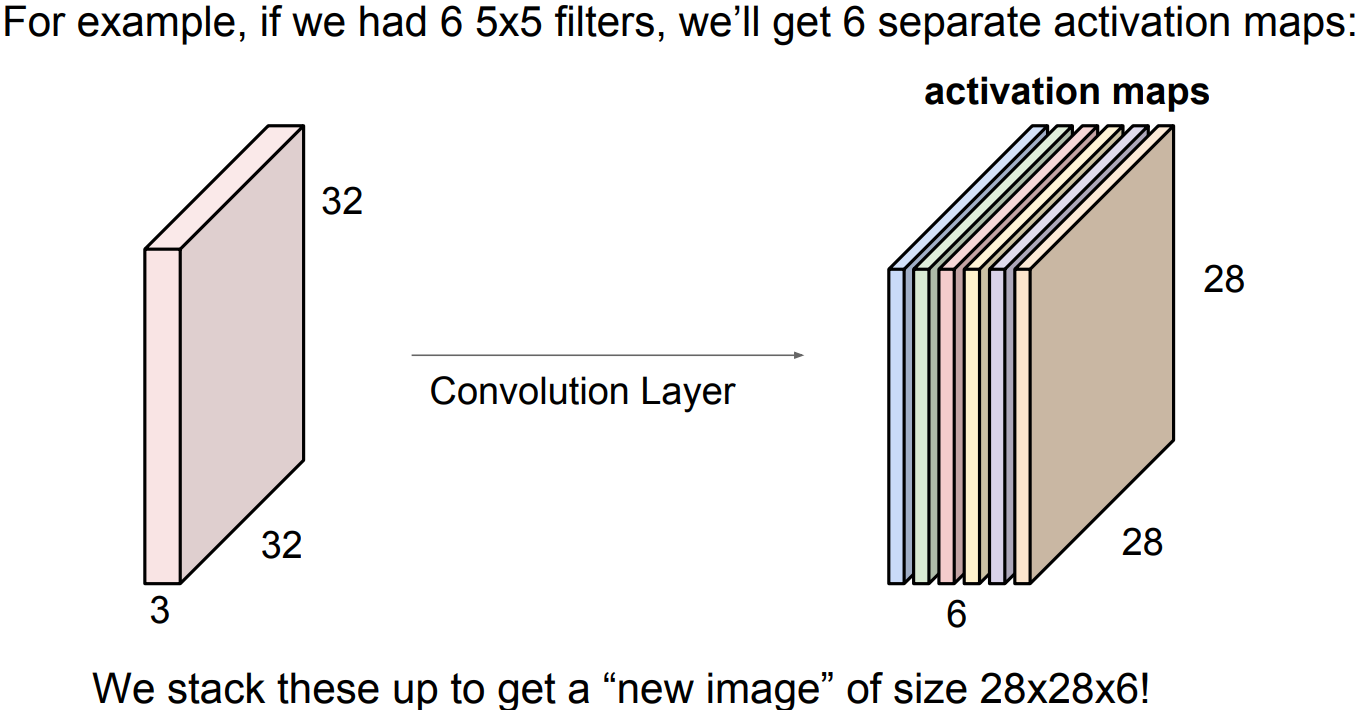 For example, if we had 6 5x5 filters, we’ll get 6 separate activation maps:
activation maps
32
28
Convolution Layer
32
28
3
6
We stack these up to get a “new image” of size 28x28x6!